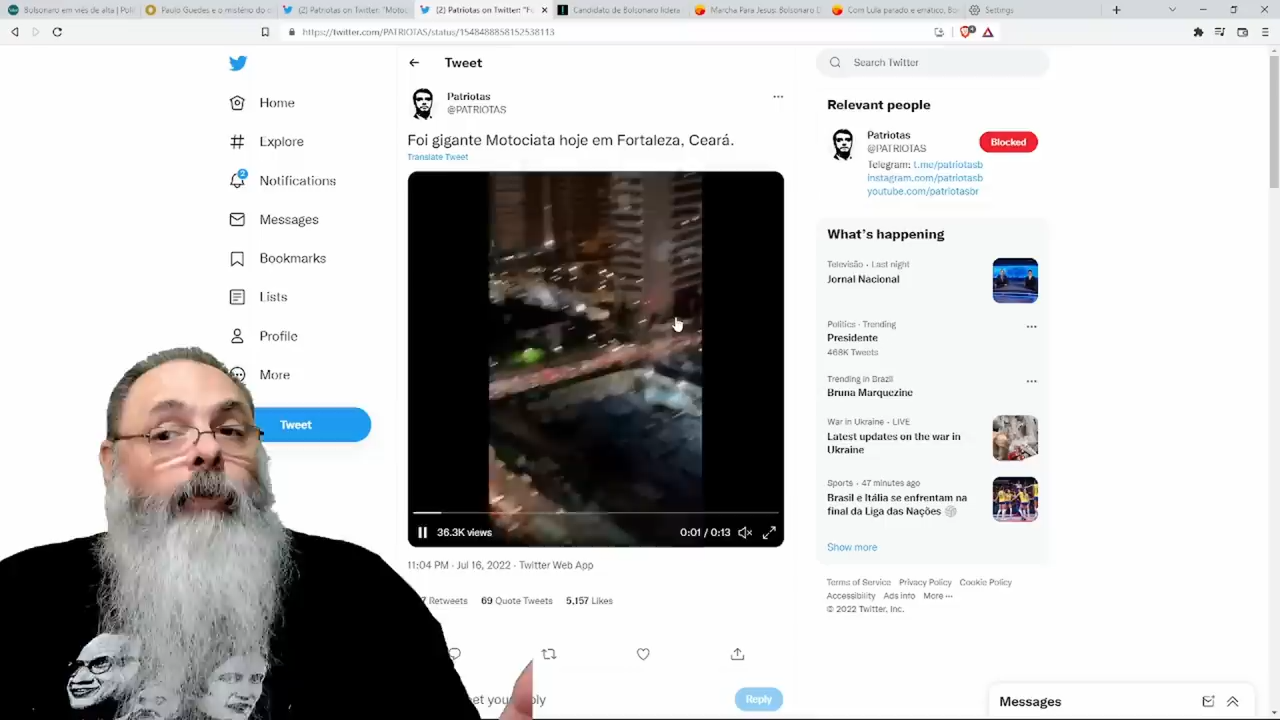 Bolsonaro em viés de alta | Polí
Paulo Guedes e o mistério do c
(2) Patriotas on Twitter: "Motoc
(2) Patriotas on Twitter: "F
Candidato de Bolsonaro lidera
Marcha Para Jesus: Bolsonaro D
Com Lula parado e errático, Bo
Settings
https://twitter.com/PATRIOTAS/status/1548488858152538113
Home
Explore
2
Notifications
Messages
Bookmarks
Lists
Profile
More
Tweet
Tweet
Patriotas
@PATRIOTAS
Foi gigante Motociata hoje em Fortaleza, Ceará.
Translate Tweet
36.3K views
0:01 / 0:13
11:04 PM · Jul 16, 2022 · Twitter Web App
Retweets
69 Quote Tweets
5,157 Likes
Reply
Search Twitter
Relevant people
Patriotas
@PATRIOTAS
Blocked
Telegram: t.me/patriotasb
instagram.com/patriotasb
youtube.com/patriotasbr
What's happening
Televisão · Last night
Jornal Nacional
Politics · Trending
Presidente
468K Tweets
Trending in Brazil
Bruna Marquezine
War in Ukraine · LIVE
Latest updates on the war in
Ukraine
Sports · 47 minutes ago
Brasil e Itália se enfrentam na
final da Liga das Nações
Show more
Terms of Service Privacy Policy Cookie Policy
Accessibility Ads info More ···
© 2022 Twitter, Inc.
Messages